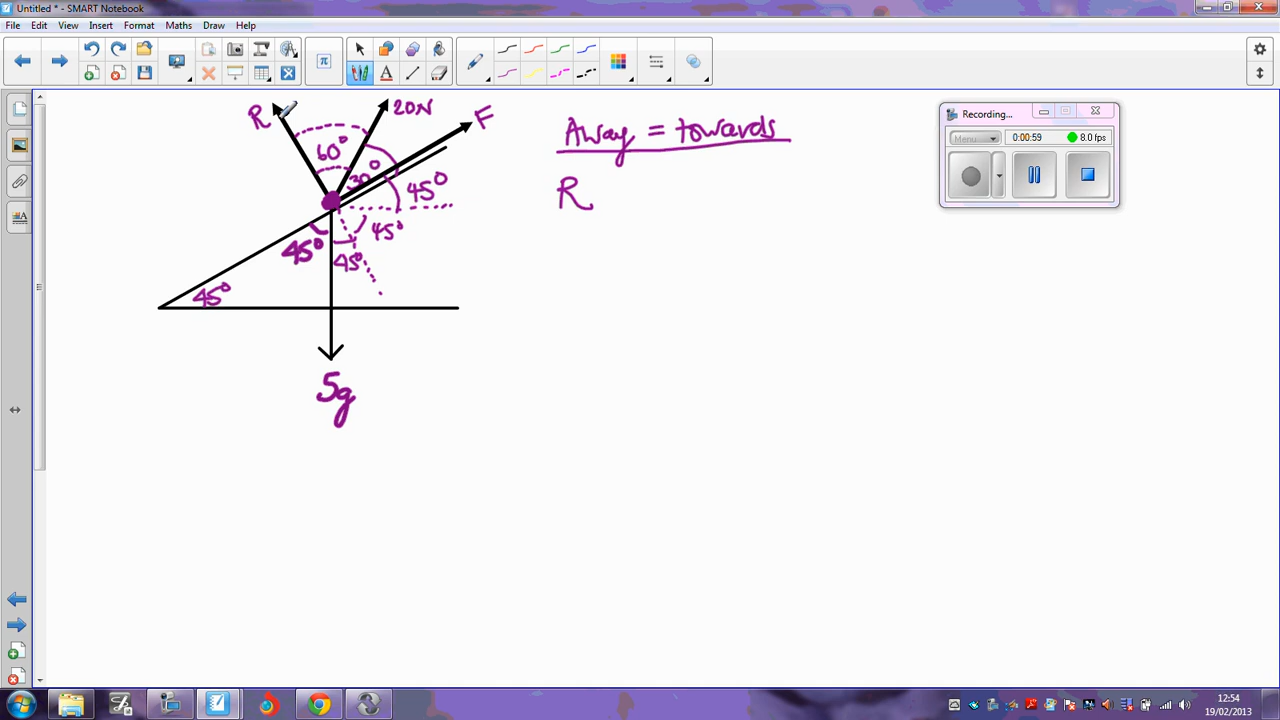 Untitled * - SMART Notebook
File Edit View Insert Format Maths Draw Help
π
A
R
20N
F
60°
30°
45°
45°
45°
45°
45°
5g
Away = towards
R
Recording...
Menu
0:00:59
8.0 fps
12:54
19/02/2013